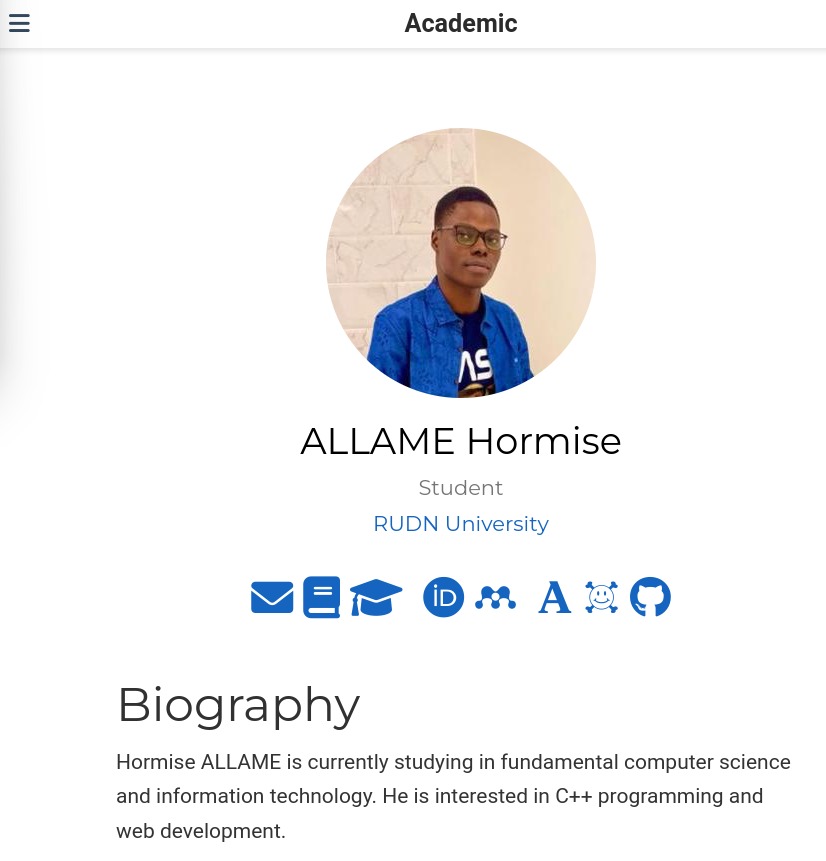 Academic
ALLAME Hormise
Student
RUDN University
Biography
Hormise ALLAME is currently studying in fundamental computer science
and information technology. He is interested in C++ programming and
web development.